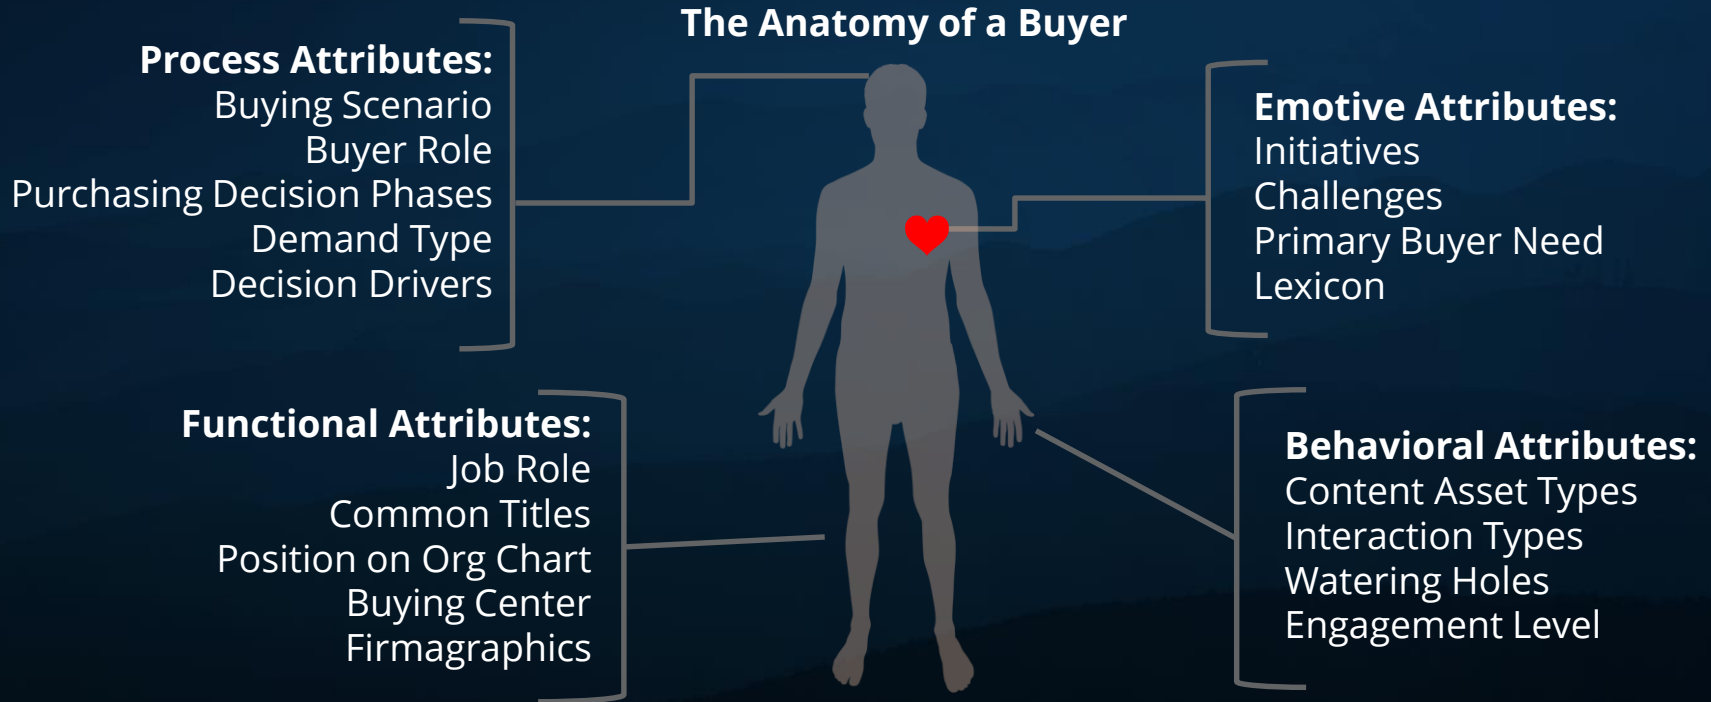 The Anatomy of a Buyer
Process Attributes:
Buying Scenario
Buyer Role
Purchasing Decision Phases
Demand Type
Decision Drivers
Emotive Attributes:
Initiatives
Challenges
Primary Buyer Need
Lexicon
Functional Attributes:
Job Role
Common Titles
Position on Org Chart
Buying Center
Firmagraphics
Behavioral Attributes:
Content Asset Types
Interaction Types
Watering Holes
Engagement Level